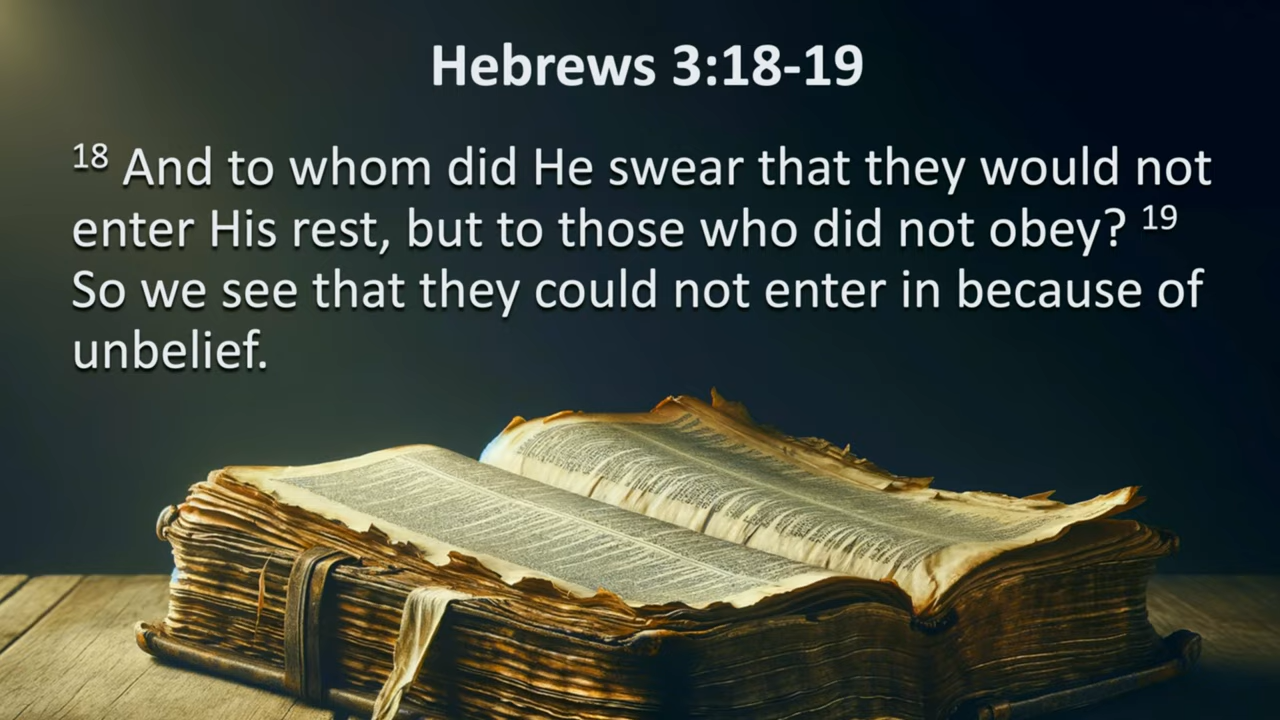 Hebrews 3:18-19
18 And to whom did He swear that they would not
enter His rest, but to those who did not obey? 19
So we see that they could not enter in because of
unbelief.